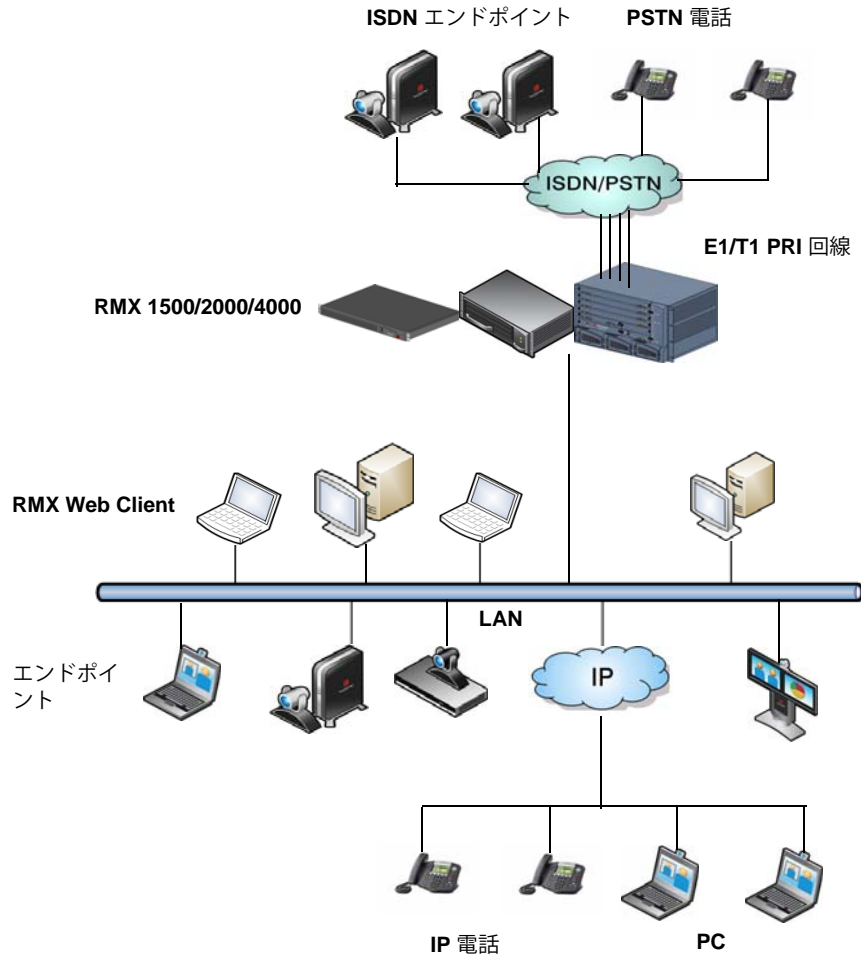 ISDN エンドポイント
PSTN 電話
ISDN/PSTN
E1/T1 PRI 回線
RMX 1500/2000/4000
RMX Web Client
LAN
エンドポイ
ント
IP
IP 電話
PC